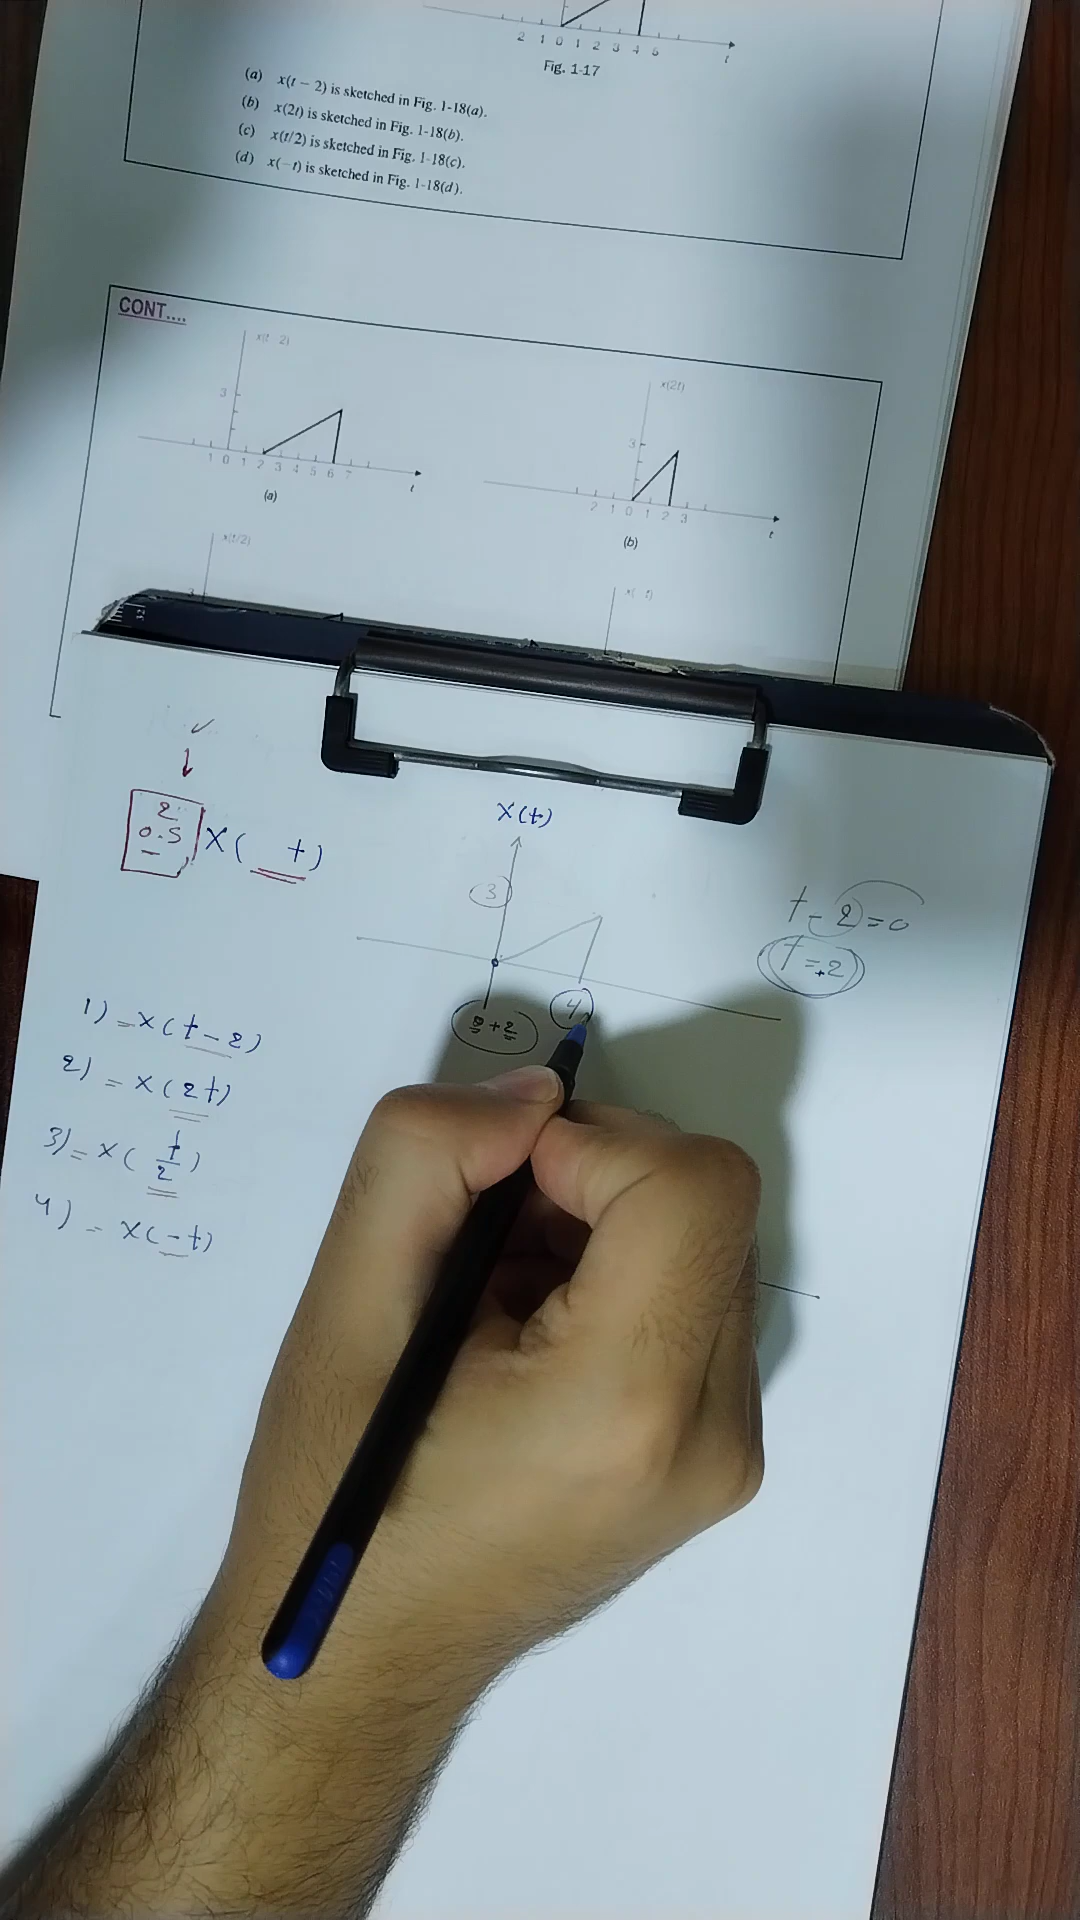 2 1 0 1 2 3 4 5
t
Fig. 1-17
(a) x(t − 2) is sketched in Fig. 1-18(a).
(b) x(2t) is sketched in Fig. 1-18(b).
(c) x(t/2) is sketched in Fig. 1-18(c).
(d) x(−t) is sketched in Fig. 1-18(d).
CONT....
x(t 2)
3
1 0 1 2 3 4 5 6 7
t
(a)
x(2t)
3
2 1 0 1 2 3
t
(b)
x(t/2)
3
x( t)
32
✓
↓
2
0.5
−
X( t)
X(t)
3
4
t - 2 = 0
t = +2
1) = X(t - 2)
2) = X(2t)
3) = X(t/2)
4) = X(-t)